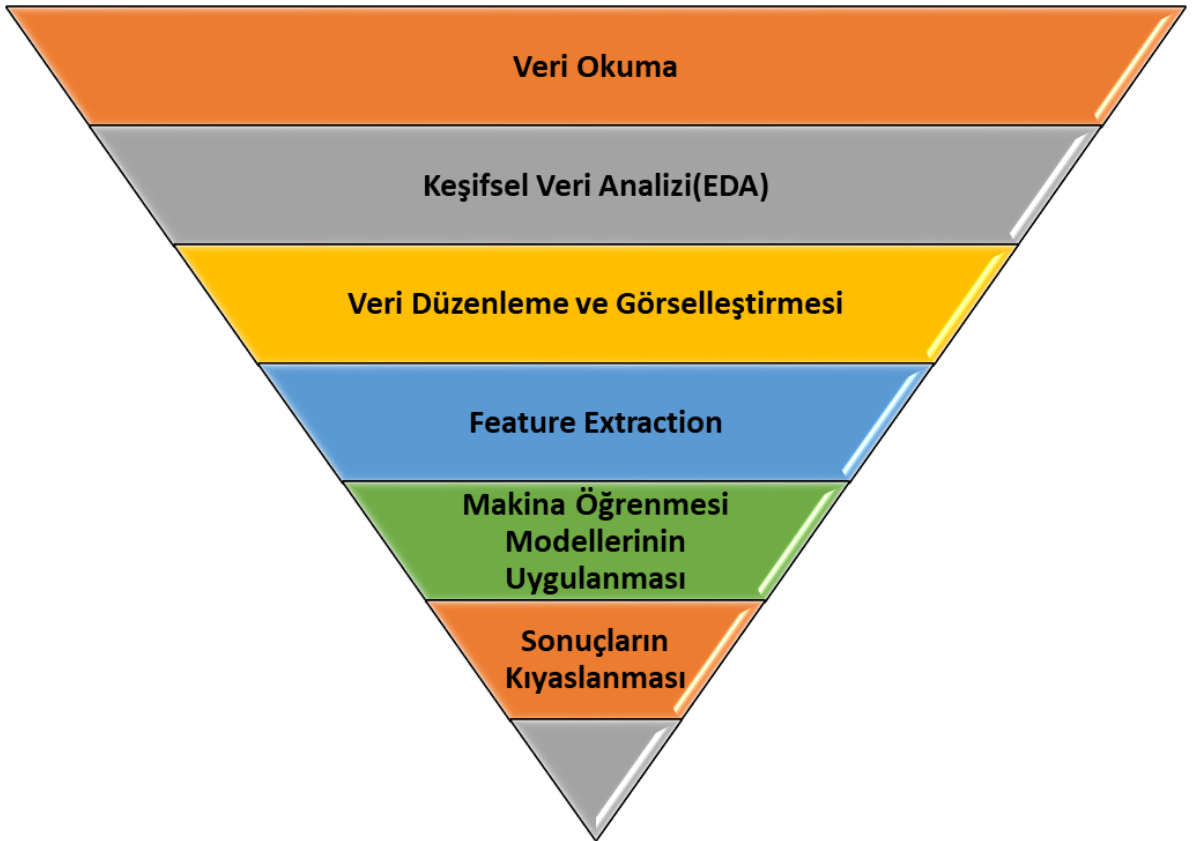 Veri Okuma
Keşifsel Veri Analizi(EDA)
Veri Düzenleme ve Görselleştirmesi
Feature Extraction
Makina Öğrenmesi
Modellerinin
Uygulanması
Sonuçların
Kıyaslanması